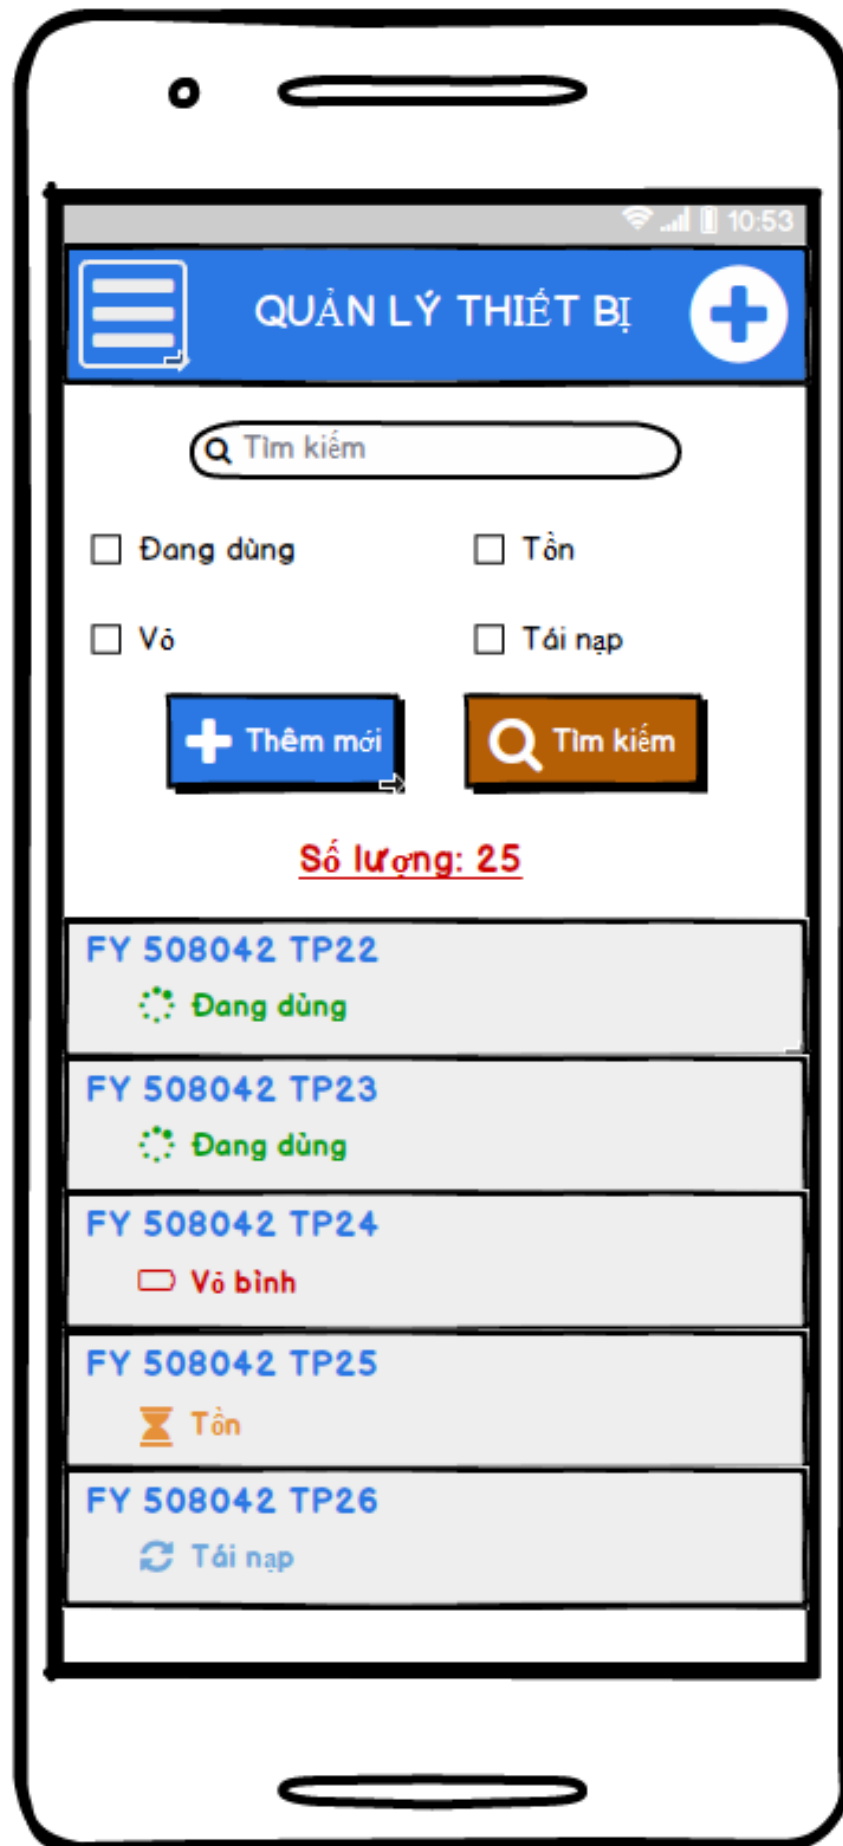 10:53
QUẢN LÝ THIẾT BỊ
Tìm kiếm
Đang dùng
Tồn
Vỏ
Tái nạp
Thêm mới
Tìm kiếm
Số lượng: 25
FY 508042 TP22
Đang dùng
FY 508042 TP23
Đang dùng
FY 508042 TP24
Vỏ bình
FY 508042 TP25
Tồn
FY 508042 TP26
Tái nạp